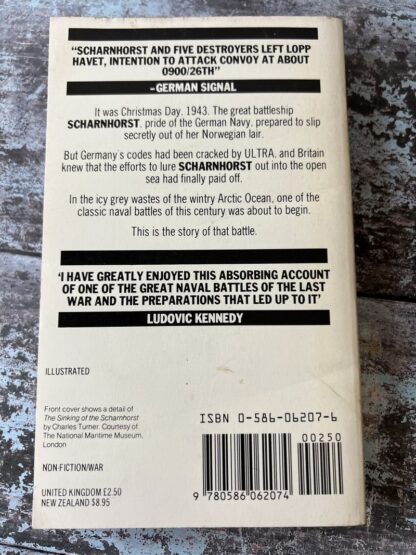 "SCHARNHORST AND FIVE DESTROYERS LEFT LOPP
HAVET, INTENTION TO ATTACK CONVOY AT ABOUT
0900/26TH"
–GERMAN SIGNAL
It was Christmas Day, 1943. The great battleship
SCHARNHORST, pride of the German Navy, prepared to slip
secretly out of her Norwegian lair.
But Germany's codes had been cracked by ULTRA, and Britain
knew that the efforts to lure SCHARNHORST out into the open
sea had finally paid off.
In the icy grey wastes of the wintry Arctic Ocean, one of the
classic naval battles of this century was about to begin.
This is the story of that battle.
'I HAVE GREATLY ENJOYED THIS ABSORBING ACCOUNT
OF ONE OF THE GREAT NAVAL BATTLES OF THE LAST
WAR AND THE PREPARATIONS THAT LED UP TO IT'
LUDOVIC KENNEDY
ILLUSTRATED
Front cover shows a detail of
The Sinking of the Scharnhorst
by Charles Turner. Courtesy of
The National Maritime Museum,
London
NON-FICTION/WAR
UNITED KINGDOM £2.50
NEW ZEALAND $8.95
ISBN 0-586-06207-6
00250
9 780586 062074